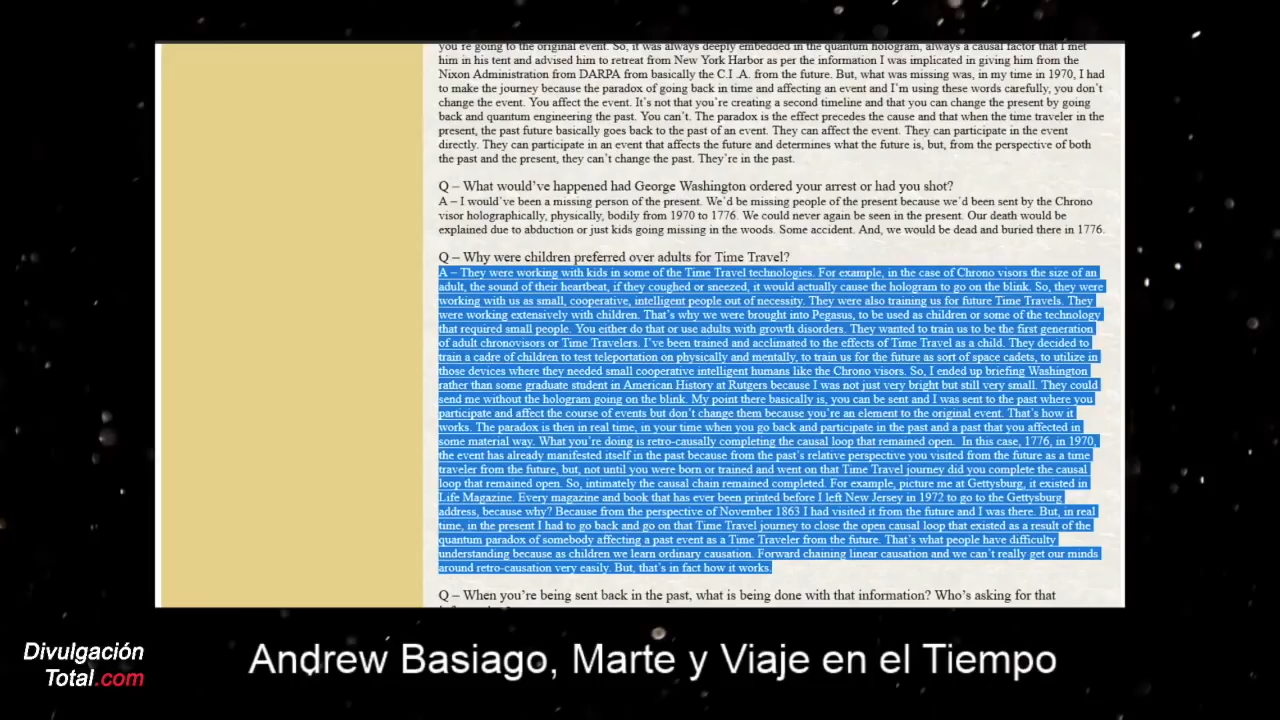 you're going to the original event. So, it was always deeply embedded in the quantum hologram, always a causal factor that I met
him in his tent and advised him to retreat from New York Harbor as per the information I was implicated in giving him from the
Nixon Administration from DARPA from basically the C.I .A. from the future. But, what was missing was, in my time in 1970, I had
to make the journey because the paradox of going back in time and affecting an event and I'm using these words carefully, you don't
change the event. You affect the event. It's not that you're creating a second timeline and that you can change the present by going
back and quantum engineering the past. You can't. The paradox is the effect precedes the cause and that when the time traveler in the
present, the past future basically goes back to the past of an event. They can affect the event. They can participate in the event
directly. They can participate in an event that affects the future and determines what the future is, but, from the perspective of both
the past and the present, they can't change the past. They're in the past.
Q – What would've happened had George Washington ordered your arrest or had you shot?
A – I would've been a missing person of the present. We'd be missing people of the present because we'd been sent by the Chrono
visor holographically, physically, bodily from 1970 to 1776. We could never again be seen in the present. Our death would be
explained due to abduction or just kids going missing in the woods. Some accident. And, we would be dead and buried there in 1776.
Q – Why were children preferred over adults for Time Travel?
A – They were working with kids in some of the Time Travel technologies. For example, in the case of Chrono visors the size of an
adult, the sound of their heartbeat, if they coughed or sneezed, it would actually cause the hologram to go on the blink. So, they were
working with us as small, cooperative, intelligent people out of necessity. They were also training us for future Time Travels. They
were working extensively with children. That's why we were brought into Pegasus, to be used as children or some of the technology
that required small people. You either do that or use adults with growth disorders. They wanted to train us to be the first generation
of adult chronovisors or Time Travelers. I've been trained and acclimated to the effects of Time Travel as a child. They decided to
train a cadre of children to test teleportation on physically and mentally, to train us for the future as sort of space cadets, to utilize in
those devices where they needed small cooperative intelligent humans like the Chrono visors. So, I ended up briefing Washington
rather than some graduate student in American History at Rutgers because I was not just very bright but still very small. They could
send me without the hologram going on the blink. My point there basically is, you can be sent and I was sent to the past where you
participate and affect the course of events but don't change them because you're an element to the original event. That's how it
works. The paradox is then in real time, in your time when you go back and participate in the past and a past that you affected in
some material way. What you're doing is retro-causally completing the causal loop that remained open.  In this case, 1776, in 1970,
the event has already manifested itself in the past because from the past's relative perspective you visited from the future as a time
traveler from the future, but, not until you were born or trained and went on that Time Travel journey did you complete the causal
loop that remained open. So, intimately the causal chain remained completed. For example, picture me at Gettysburg, it existed in
Life Magazine. Every magazine and book that has ever been printed before I left New Jersey in 1972 to go to the Gettysburg
address, because why? Because from the perspective of November 1863 I had visited it from the future and I was there. But, in real
time, in the present I had to go back and go on that Time Travel journey to close the open causal loop that existed as a result of the
quantum paradox of somebody affecting a past event as a Time Traveler from the future. That's what people have difficulty
understanding because as children we learn ordinary causation. Forward chaining linear causation and we can't really get our minds
around retro-causation very easily. But, that's in fact how it works.
Q – When you're being sent back in the past, what is being done with that information? Who's asking for that
Divulgación
Total.com
Andrew Basiago, Marte y Viaje en el Tiempo